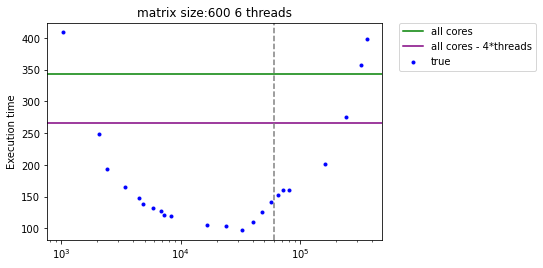 matrix size:600 6 threads
all cores
all cores - 4*threads
true
Execution time
400
350
300
250
200
150
100
10³
10⁴
10⁵